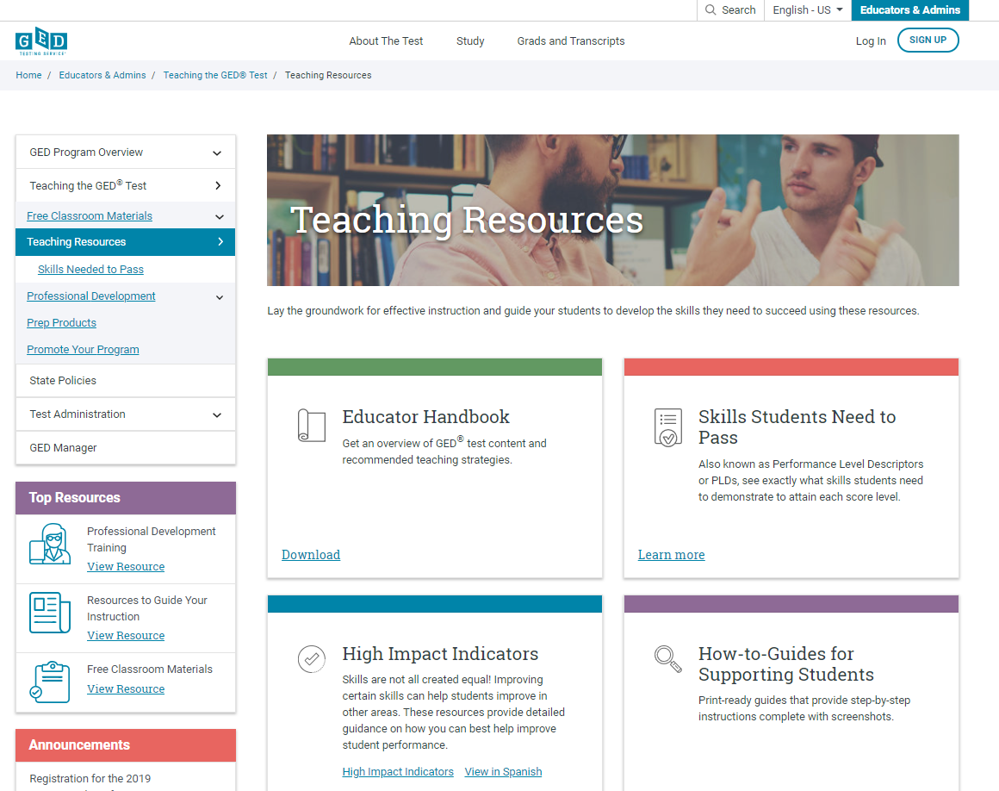 Search
English - US
Educators & Admins
GED
TESTING SERVICE®
About The Test
Study
Grads and Transcripts
Log In
SIGN UP
Home / Educators & Admins / Teaching the GED® Test / Teaching Resources
GED Program Overview
Teaching the GED® Test
Free Classroom Materials
Teaching Resources
Skills Needed to Pass
Professional Development
Prep Products
Promote Your Program
State Policies
Test Administration
GED Manager
Top Resources
Professional Development
Training
View Resource
Resources to Guide Your
Instruction
View Resource
Free Classroom Materials
View Resource
Announcements
Registration for the 2019
Teaching Resources
Lay the groundwork for effective instruction and guide your students to develop the skills they need to succeed using these resources.
Educator Handbook
Get an overview of GED® test content and
recommended teaching strategies.
Download
Skills Students Need to
Pass
Also known as Performance Level Descriptors
or PLDs, see exactly what skills students need
to demonstrate to attain each score level.
Learn more
High Impact Indicators
Skills are not all created equal! Improving
certain skills can help students improve in
other areas. These resources provide detailed
guidance on how you can best help improve
student performance.
High Impact Indicators
View in Spanish
How-to-Guides for
Supporting Students
Print-ready guides that provide step-by-step
instructions complete with screenshots.